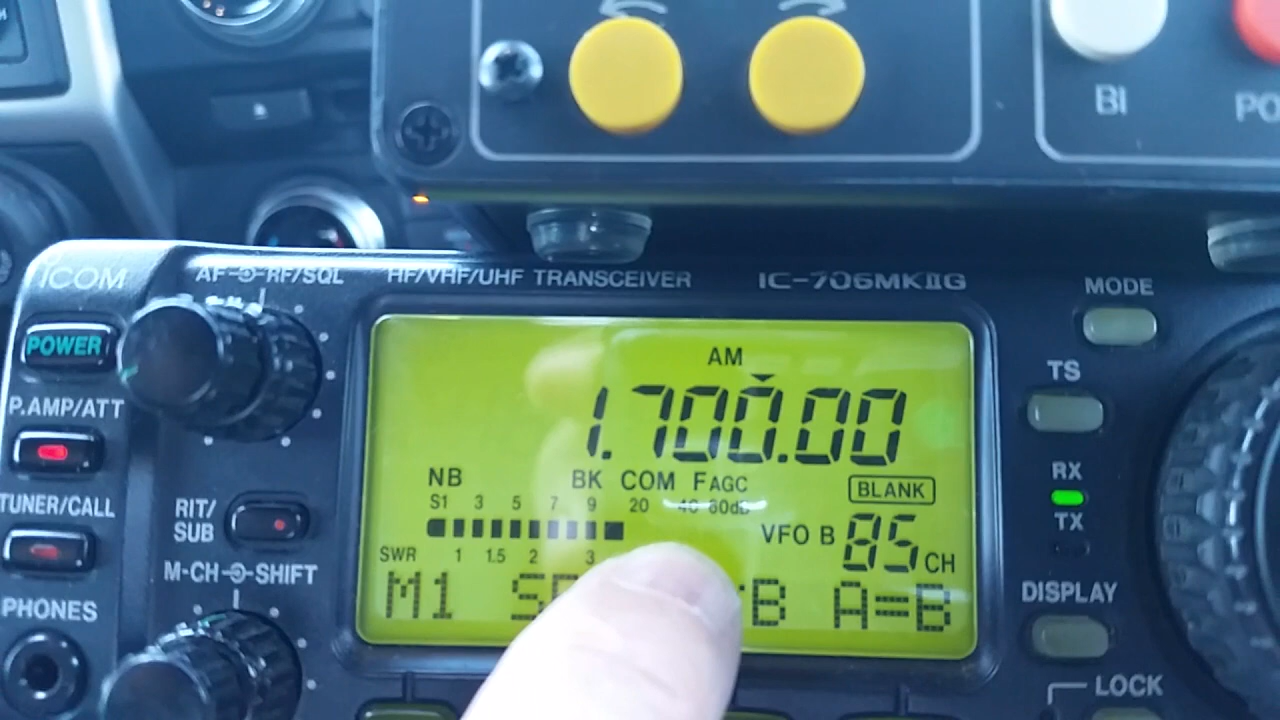 BI
ICOM
AF RF/SQL
HF/VHF/UHF TRANSCEIVER
IC-706MKIIG
MODE
POWER
AM
TS
1.700.00
P.AMP/ATT
NB BK COM FAGC
BLANK
RX
S1 3 5 7 9 20 40 60dB
TUNER/CALL
RIT/
SUB
VFO B 85 CH
TX
SWR 1 1.5 2 3
M-CH SHIFT
M1
A=B
DISPLAY
PHONES
LOCK